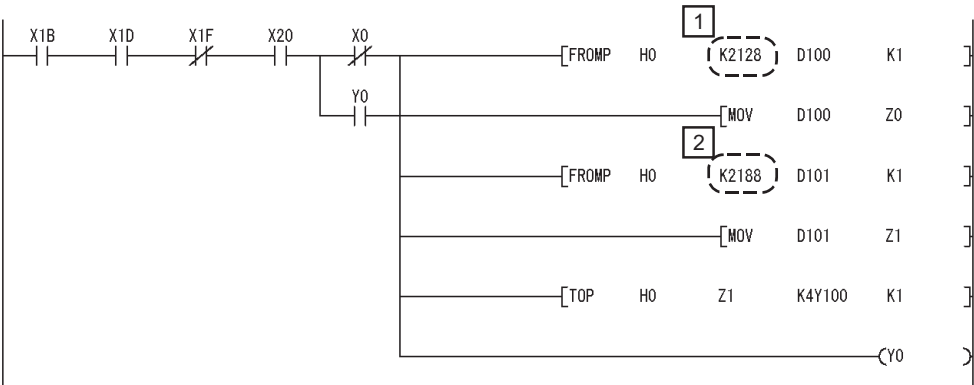 1
X1B X1D X1F X20 X0
FROMP H0 K2128 D100 K1
Y0
MOV D100 Z0
2
FROMP H0 K2188 D101 K1
MOV D101 Z1
TOP H0 Z1 K4Y100 K1
Y0